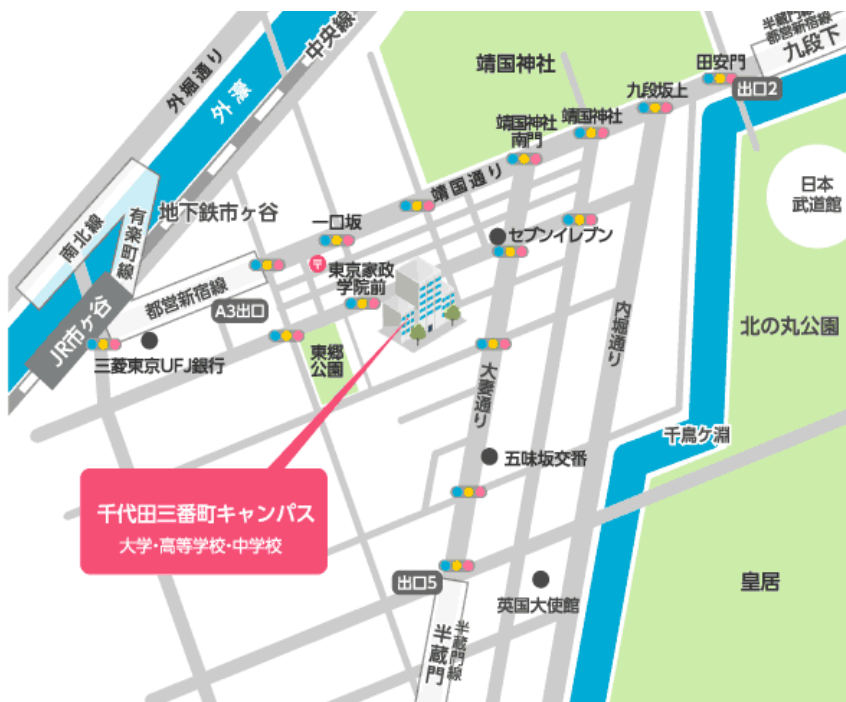 半蔵門線
都営新宿線
九段下
田安門
出口2
九段坂上
靖国神社
靖国神社
靖国神社
南門
靖国通り
中央線
外堀通り
外濠
南北線
有楽町線
地下鉄市ヶ谷
一口坂
セブンイレブン
日本
武道館
東京家政
学院前
都営新宿線
A3出口
JR市ヶ谷
三菱東京UFJ銀行
東郷
公園
内堀通り
北の丸公園
大妻通り
千鳥ケ淵
五味坂交番
千代田三番町キャンパス
大学・高等学校・中学校
出口5
英国大使館
皇居
半蔵門
半蔵門線